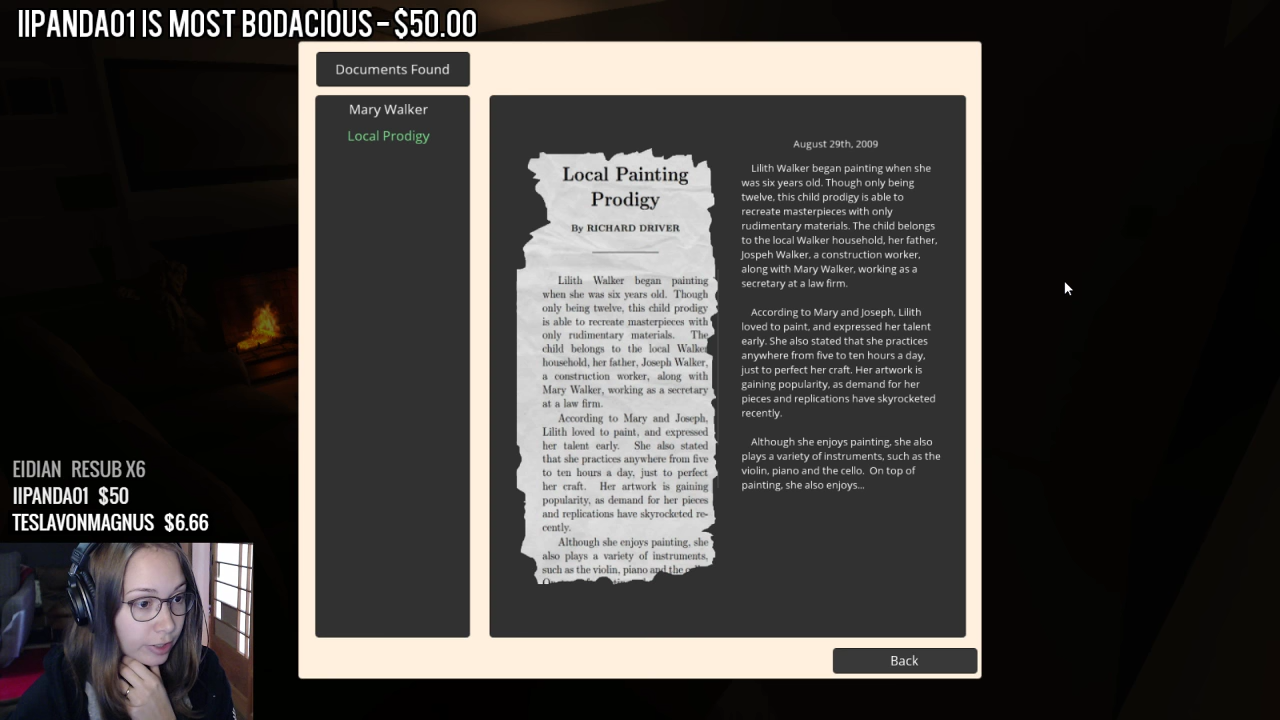 IIPANDA01 IS MOST BODACIOUS - $50.00
Documents Found
Mary Walker
Local Prodigy
Local Painting
Prodigy
By RICHARD DRIVER
Lilith Walker began painting
when she was six years old. Though
only being twelve, this child prodigy
is able to recreate masterpieces with
only rudimentary materials. The
child belongs to the local Walker
household, her father, Joseph Walker,
a construction worker, along with
Mary Walker, working as a secretary
at a law firm.
According to Mary and Joseph,
Lilith loved to paint, and expressed
her talent early. She also stated
that she practices anywhere from five
to ten hours a day, just to perfect
her craft. Her artwork is gaining
popularity, as demand for her pieces
and replications have skyrocketed re-
cently.
Although she enjoys painting, she
also plays a variety of instruments,
such as the violin, piano and the
August 29th, 2009
Lilith Walker began painting when she
was six years old. Though only being
twelve, this child prodigy is able to
recreate masterpieces with only
rudimentary materials. The child belongs
to the local Walker household, her father,
Jospeh Walker, a construction worker,
along with Mary Walker, working as a
secretary at a law firm.
According to Mary and Joseph, Lilith
loved to paint, and expressed her talent
early. She also stated that she practices
anywhere from five to ten hours a day,
just to perfect her craft. Her artwork is
gaining popularity, as demand for her
pieces and replications have skyrocketed
recently.
Although she enjoys painting, she also
plays a variety of instruments, such as the
violin, piano and the cello. On top of
painting, she also enjoys...
Back
EIDIAN RESUB X6
IIPANDA01 $50
TESLAVONMAGNUS $6.66